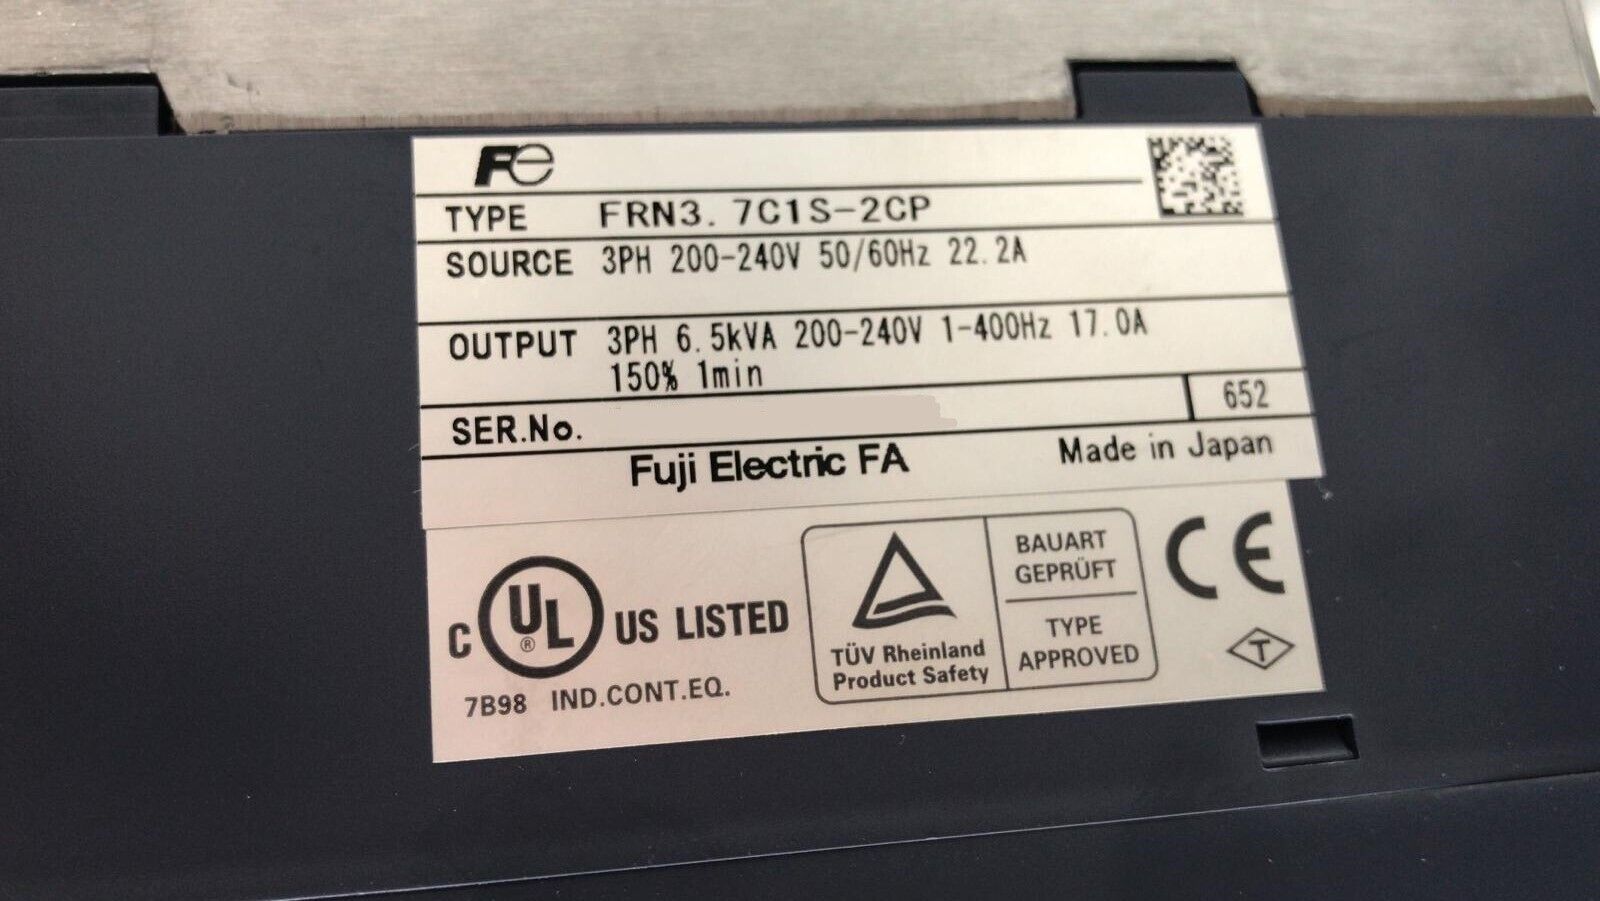 Fe
TYPE FRN3. 7C1S-2CP
SOURCE 3PH 200-240V 50/60Hz 22.2A
OUTPUT 3PH 6.5kVA 200-240V 1-400Hz 17.0A
150% 1min
SER.No. 652
Fuji Electric FA Made in Japan
C UL ® US LISTED
7B98 IND.CONT.EQ.
TÜV Rheinland
Product Safety
BAUART
GEPRÜFT
TYPE
APPROVED
CE
T